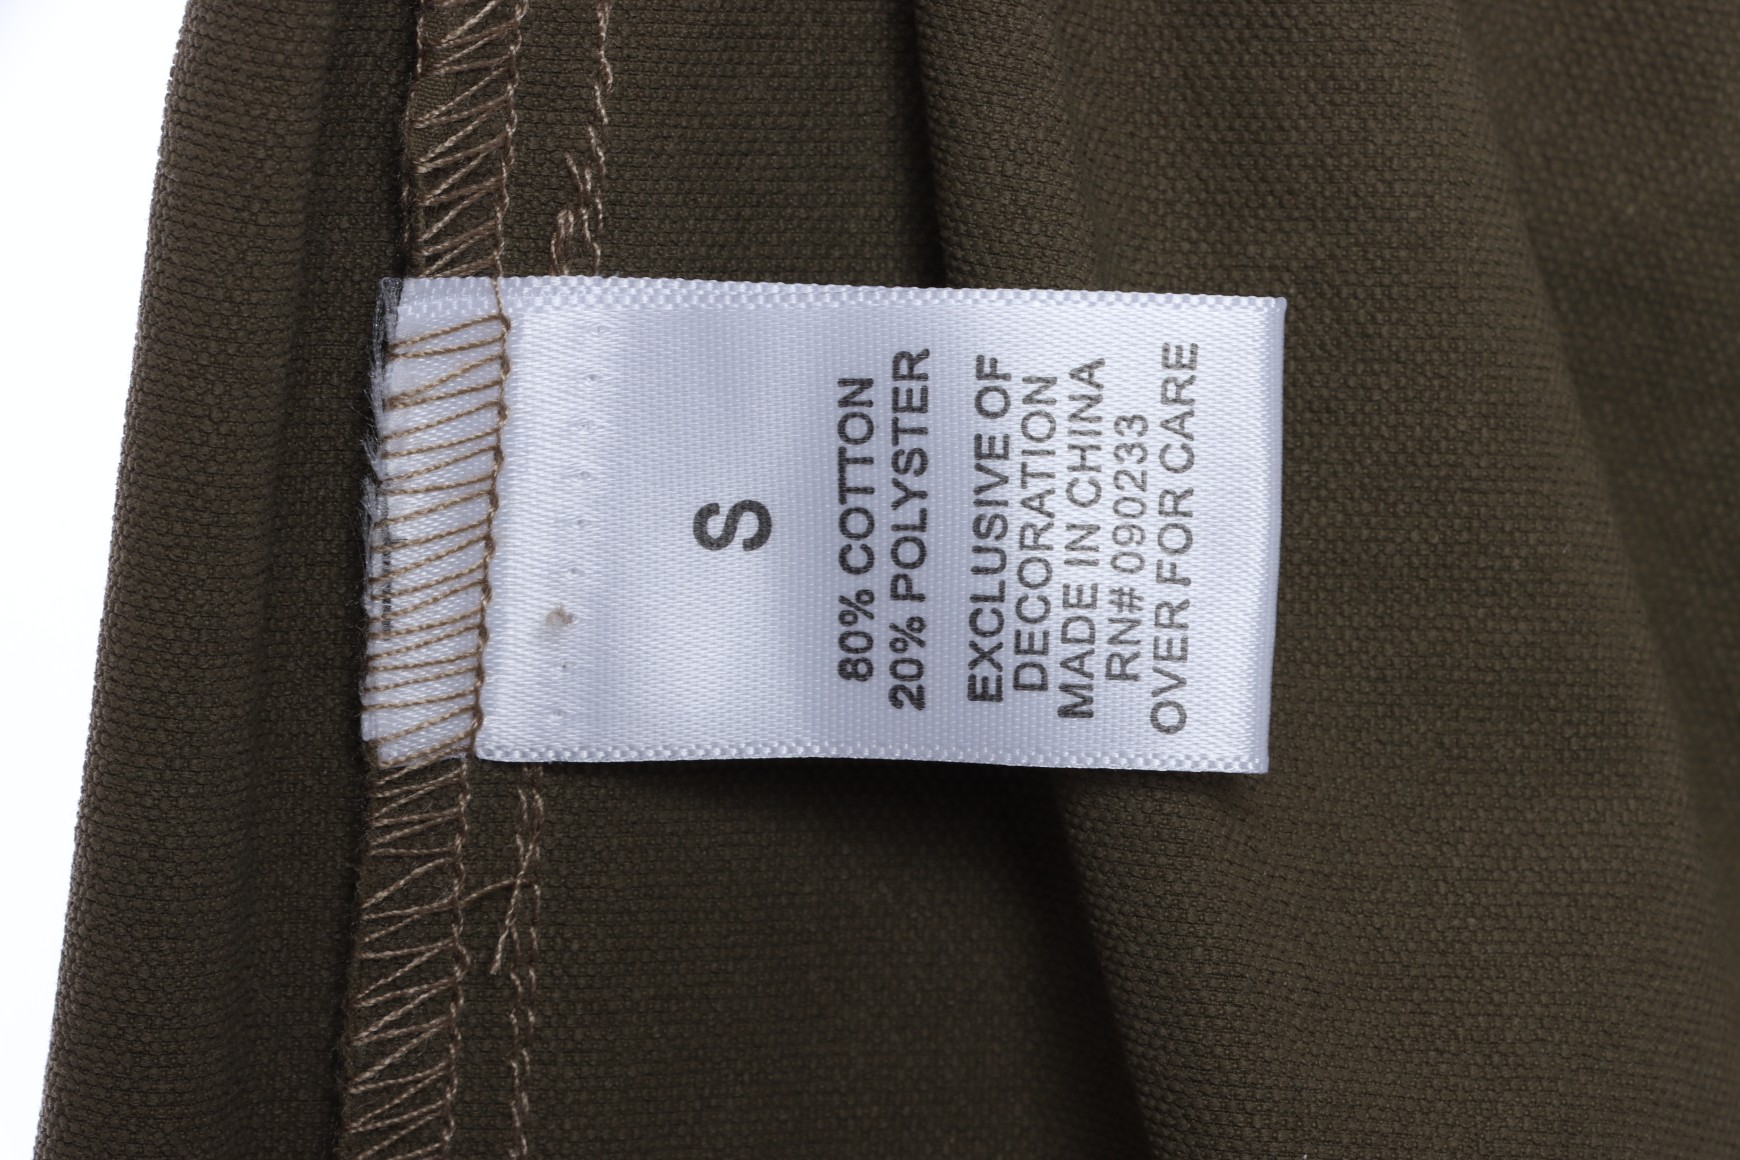 S
80% COTTON
20% POLYSTER
EXCLUSIVE OF
DECORATION
MADE IN CHINA
RN# 090233
OVER FOR CARE